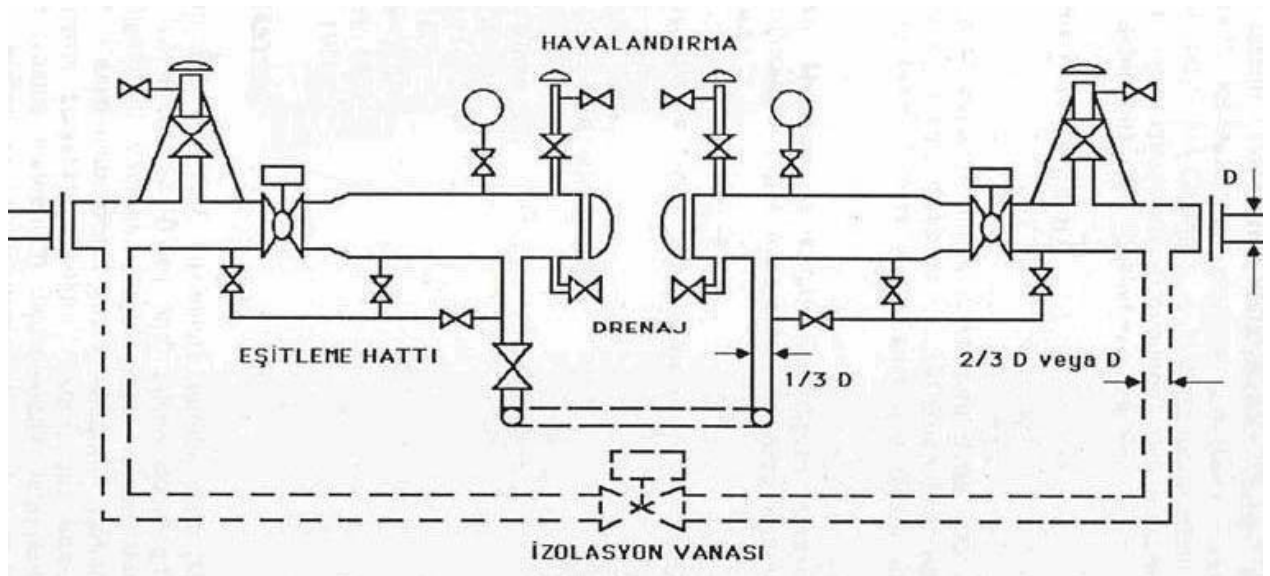 HAVALANDIRMA
D
DRENAJ
EŞİTLEME HATTI
1/3 D
2/3 D veya D
İZOLASYON VANASI